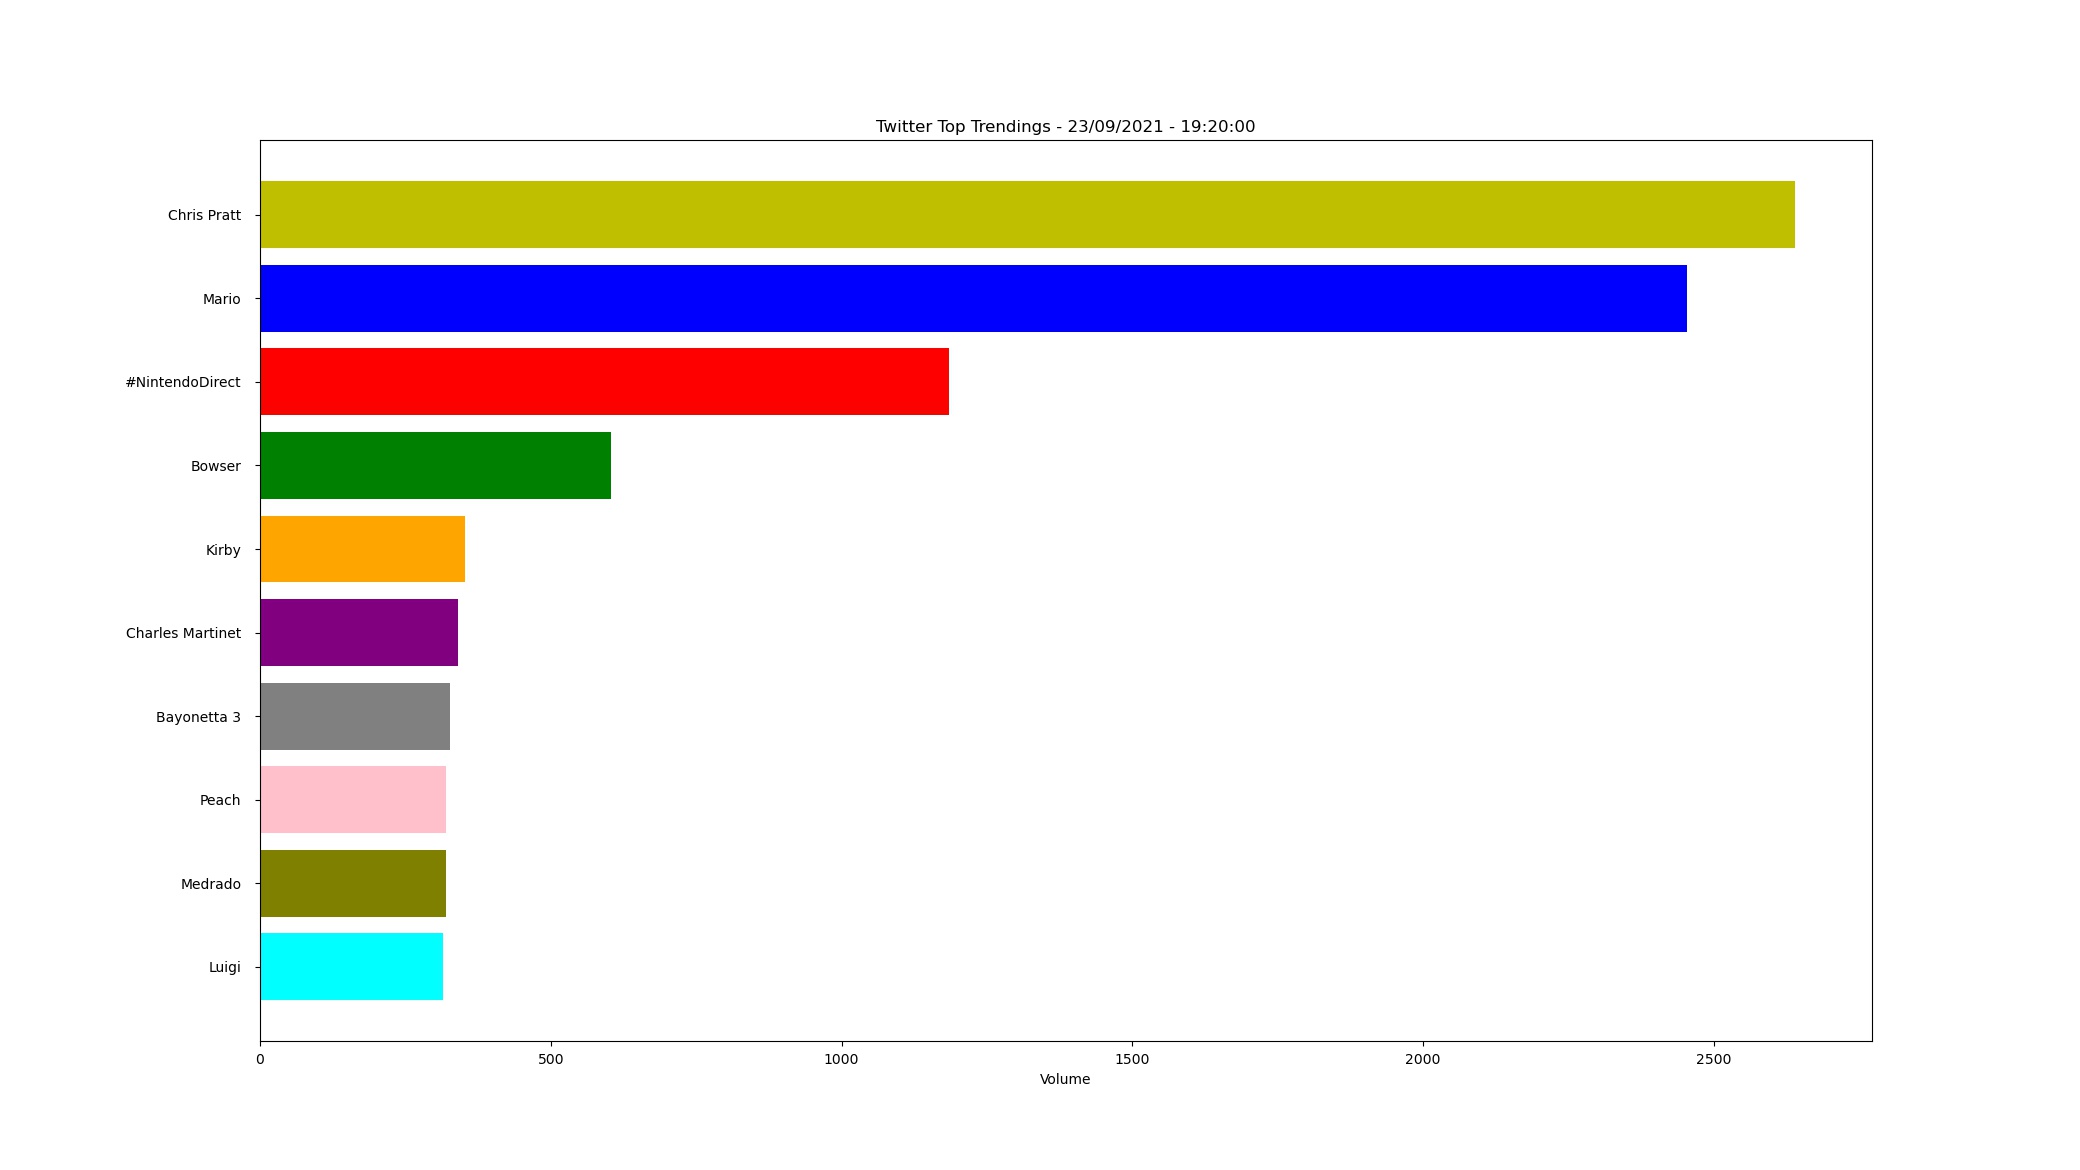 Twitter Top Trendings - 23/09/2021 - 19:20:00
Chris Pratt
Mario
#NintendoDirect
Bowser
Kirby
Charles Martinet
Bayonetta 3
Peach
Medrado
Luigi
0 500 1000 1500 2000 2500
Volume